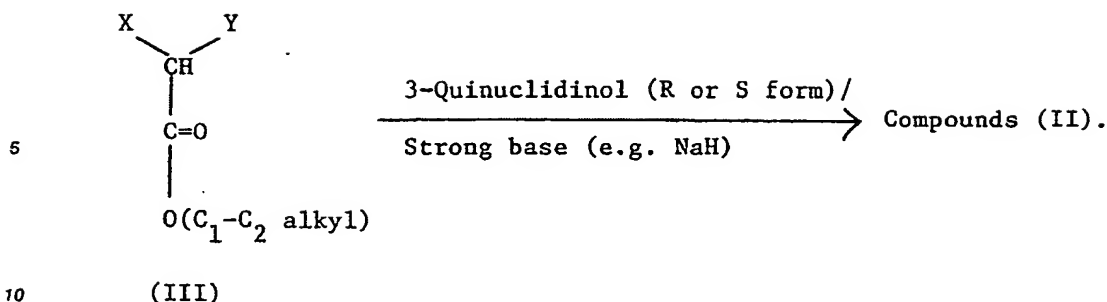 X Y
CH
3-Quinuclidinol (R or S form)/
C=O Compounds (II).
5 Strong base (e.g. NaH)
O(C1-C2 alkyl)
10 (III)